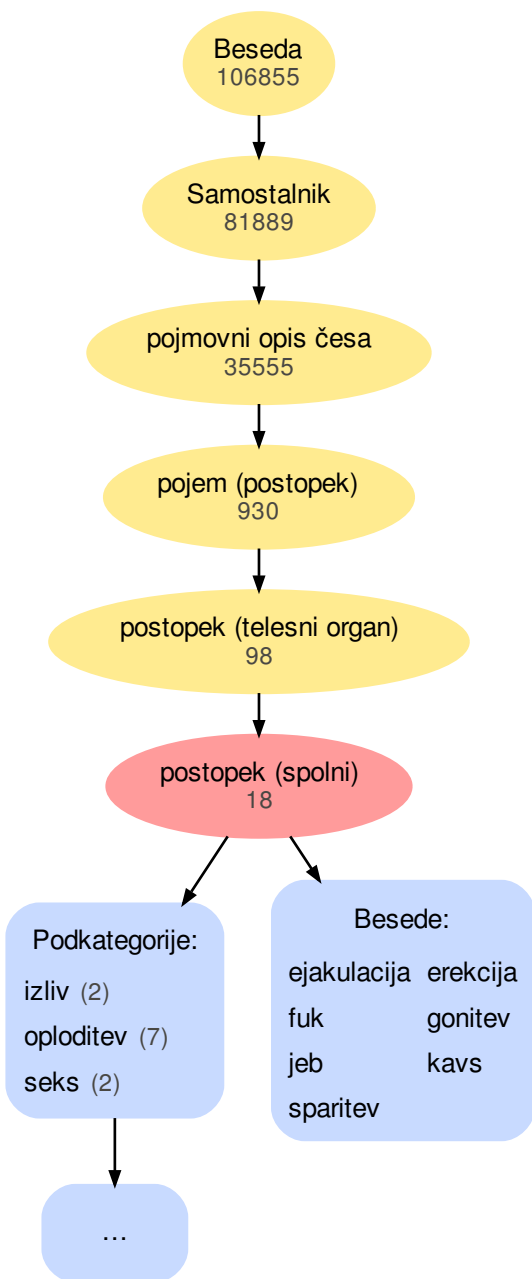 Beseda
106855
Samostalnik
81889
pojmovni opis česa
35555
pojem (postopek)
930
postopek (telesni organ)
98
postopek (spolni)
18
Podkategorije:
izliv (2)
oploditev (7)
seks (2)
Besede:
ejakulacija erekcija
fuk gonitev
jeb kavs
sparitev
...